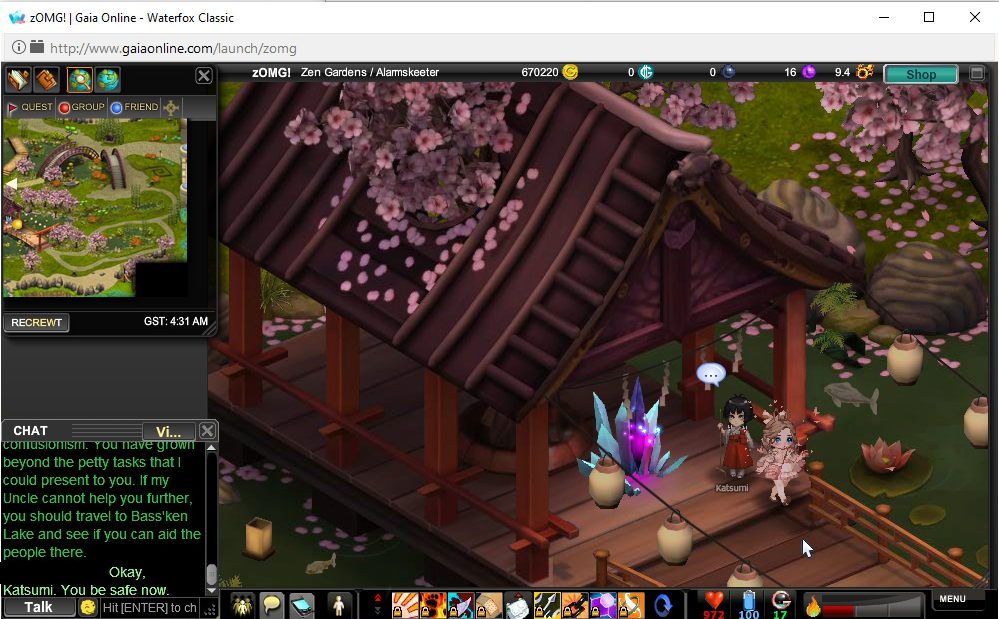 zOMG! | Gaia Online - Waterfox Classic
http://www.gaiaonline.com/launch/zomg
zOMG! Zen Gardens / Alarmskeeter 670220 0 0 16 9.4 Shop
QUEST GROUP FRIEND
RECREWT GST: 4:31 AM
...
Katsumi
CHAT Vi...
confusionism. You have grown
beyond the petty tasks that I
could present to you. If my
Uncle cannot help you further,
you should travel to Bass'ken
Lake and see if you can aid the
people there.
Okay,
Katsumi. You be safe now.
Talk Hit [ENTER] to ch
972 100 17 MENU